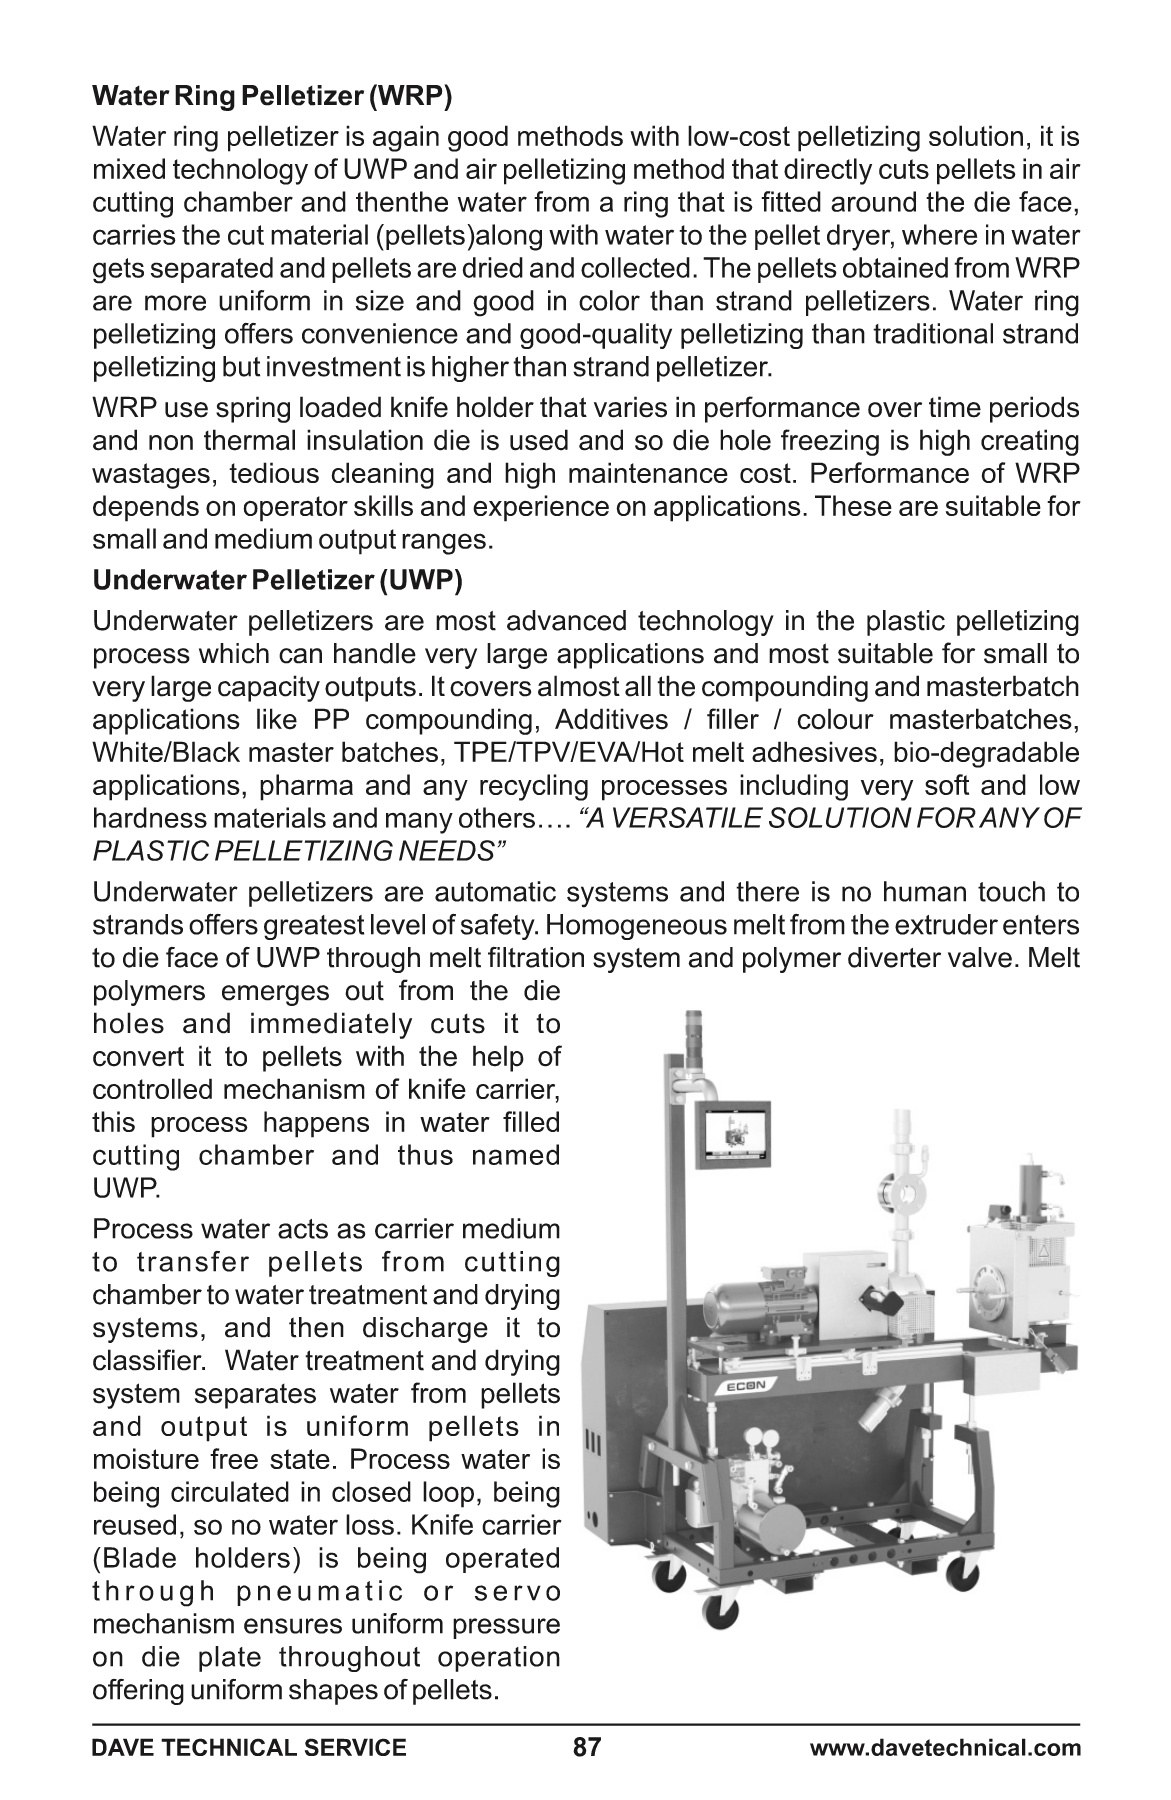 Water Ring Pelletizer (WRP)
Water ring pelletizer is again good methods with low-cost pelletizing solution, it is
mixed technology of UWP and air pelletizing method that directly cuts pellets in air
cutting chamber and thenthe water from a ring that is fitted around the die face,
carries the cut material (pellets)along with water to the pellet dryer, where in water
gets separated and pellets are dried and collected. The pellets obtained from WRP
are more uniform in size and good in color than strand pelletizers. Water ring
pelletizing offers convenience and good-quality pelletizing than traditional strand
pelletizing but investment is higher than strand pelletizer.
WRP use spring loaded knife holder that varies in performance over time periods
and non thermal insulation die is used and so die hole freezing is high creating
wastages, tedious cleaning and high maintenance cost. Performance of WRP
depends on operator skills and experience on applications. These are suitable for
small and medium output ranges.
Underwater Pelletizer (UWP)
Underwater pelletizers are most advanced technology in the plastic pelletizing
process which can handle very large applications and most suitable for small to
very large capacity outputs. It covers almost all the compounding and masterbatch
applications like PP compounding, Additives / filler / colour masterbatches,
White/Black master batches, TPE/TPV/EVA/Hot melt adhesives, bio-degradable
applications, pharma and any recycling processes including very soft and low
hardness materials and many others…. “A VERSATILE SOLUTION FOR ANY OF
PLASTIC PELLETIZING NEEDS”
Underwater pelletizers are automatic systems and there is no human touch to
strands offers greatest level of safety. Homogeneous melt from the extruder enters
to die face of UWP through melt filtration system and polymer diverter valve. Melt
polymers emerges out from the die
holes and immediately cuts it to
convert it to pellets with the help of
controlled mechanism of knife carrier,
this process happens in water filled
cutting chamber and thus named
UWP.
Process water acts as carrier medium
to transfer pellets from cutting
chamber to water treatment and drying
systems, and then discharge it to
classifier. Water treatment and drying
system separates water from pellets
and output is uniform pellets in
moisture free state. Process water is
being circulated in closed loop, being
reused, so no water loss. Knife carrier
(Blade holders) is being operated
through pneumatic or servo
mechanism ensures uniform pressure
on die plate throughout operation
offering uniform shapes of pellets.
ECON
DAVE TECHNICAL SERVICE 87 www.davetechnical.com